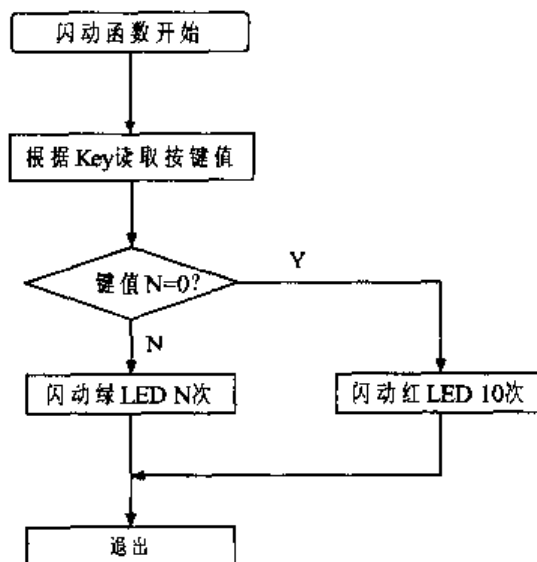 闪动函数开始
根据Key读取按键值
键值N=0?
Y
N
闪动绿LED N次
闪动红LED 10次
退出